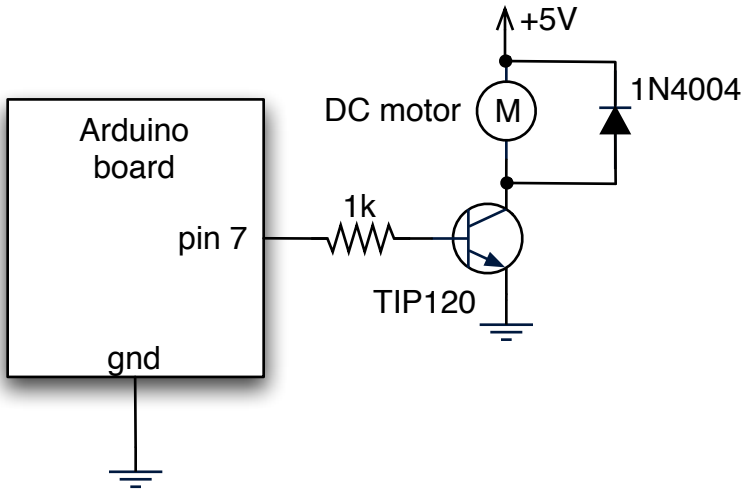 +5V
DC motor
M
1N4004
Arduino
board
1k
pin 7
TIP120
gnd